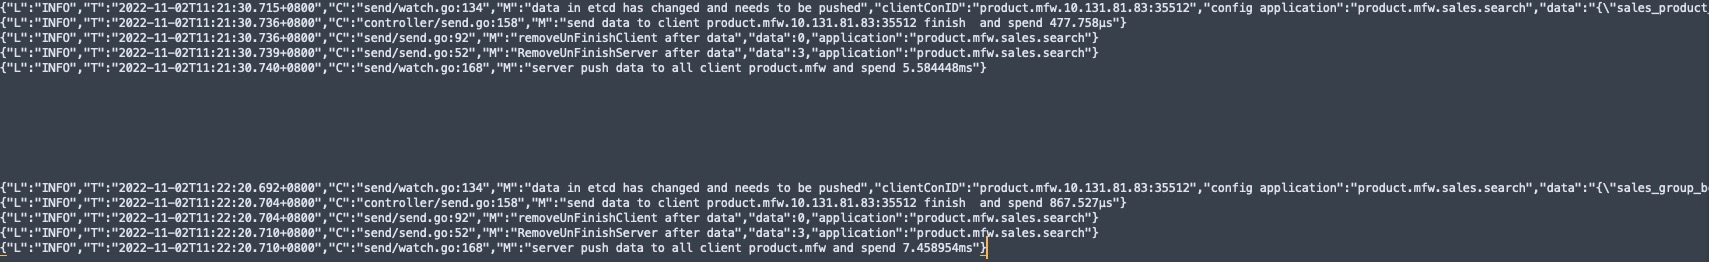 {"L":"INFO","T":"2022-11-02T11:21:30.715+0800","C":"send/watch.go:134","M":"data in etcd has changed and needs to be pushed","clientConID":"product.mfw.10.131.81.83:35512","config application":"product.mfw.sales.search","data":"{\"sales_product_
{"L":"INFO","T":"2022-11-02T11:21:30.736+0800","C":"controller/send.go:158","M":"send data to client product.mfw.10.131.81.83:35512 finish  and spend 477.758µs"}
{"L":"INFO","T":"2022-11-02T11:21:30.736+0800","C":"send/send.go:92","M":"removeUnFinishClient after data","data":0,"application":"product.mfw.sales.search"}
{"L":"INFO","T":"2022-11-02T11:21:30.739+0800","C":"send/send.go:52","M":"RemoveUnFinishServer after data","data":3,"application":"product.mfw.sales.search"}
{"L":"INFO","T":"2022-11-02T11:21:30.740+0800","C":"send/watch.go:168","M":"server push data to all client product.mfw and spend 5.584448ms"}
{"L":"INFO","T":"2022-11-02T11:22:20.692+0800","C":"send/watch.go:134","M":"data in etcd has changed and needs to be pushed","clientConID":"product.mfw.10.131.81.83:35512","config application":"product.mfw.sales.search","data":"{\"sales_group_b
{"L":"INFO","T":"2022-11-02T11:22:20.704+0800","C":"controller/send.go:158","M":"send data to client product.mfw.10.131.81.83:35512 finish  and spend 867.527µs"}
{"L":"INFO","T":"2022-11-02T11:22:20.704+0800","C":"send/send.go:92","M":"removeUnFinishClient after data","data":0,"application":"product.mfw.sales.search"}
{"L":"INFO","T":"2022-11-02T11:22:20.710+0800","C":"send/send.go:52","M":"RemoveUnFinishServer after data","data":3,"application":"product.mfw.sales.search"}
{"L":"INFO","T":"2022-11-02T11:22:20.710+0800","C":"send/watch.go:168","M":"server push data to all client product.mfw and spend 7.458954ms"}